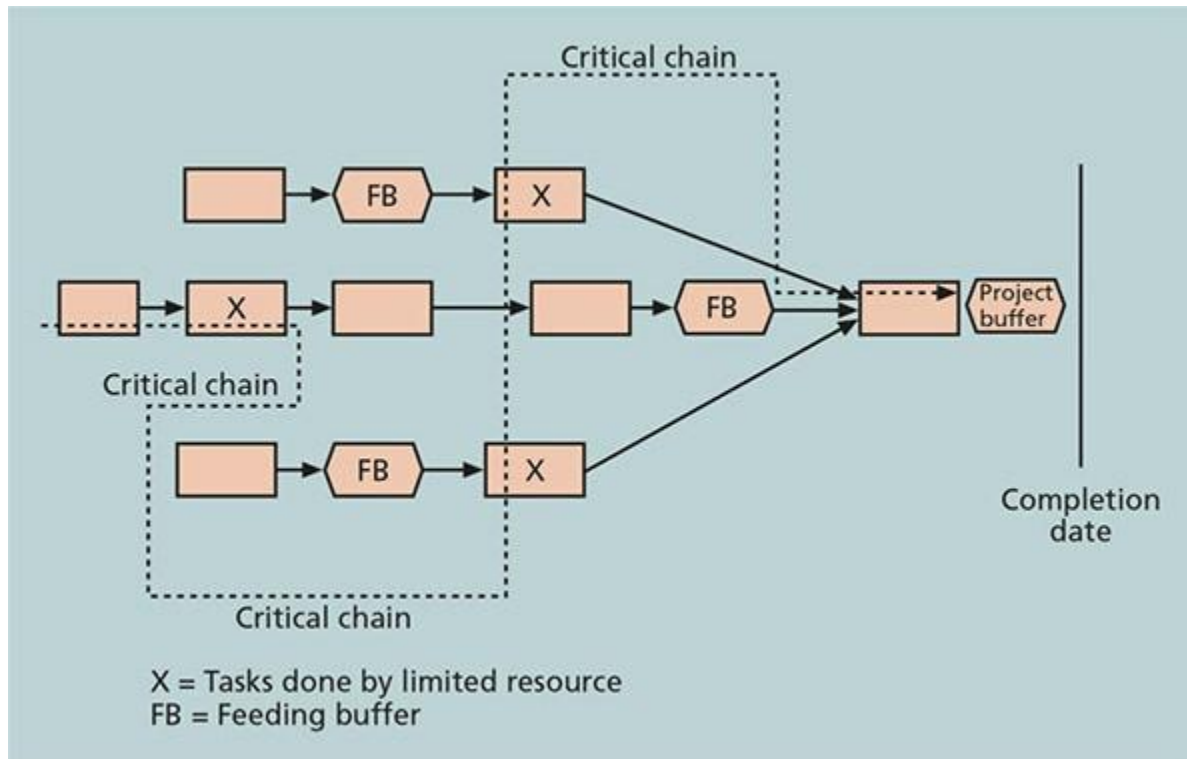 Critical chain
FB
X
X
FB
Project
buffer
Critical chain
FB
X
Completion
date
Critical chain
X = Tasks done by limited resource
FB = Feeding buffer